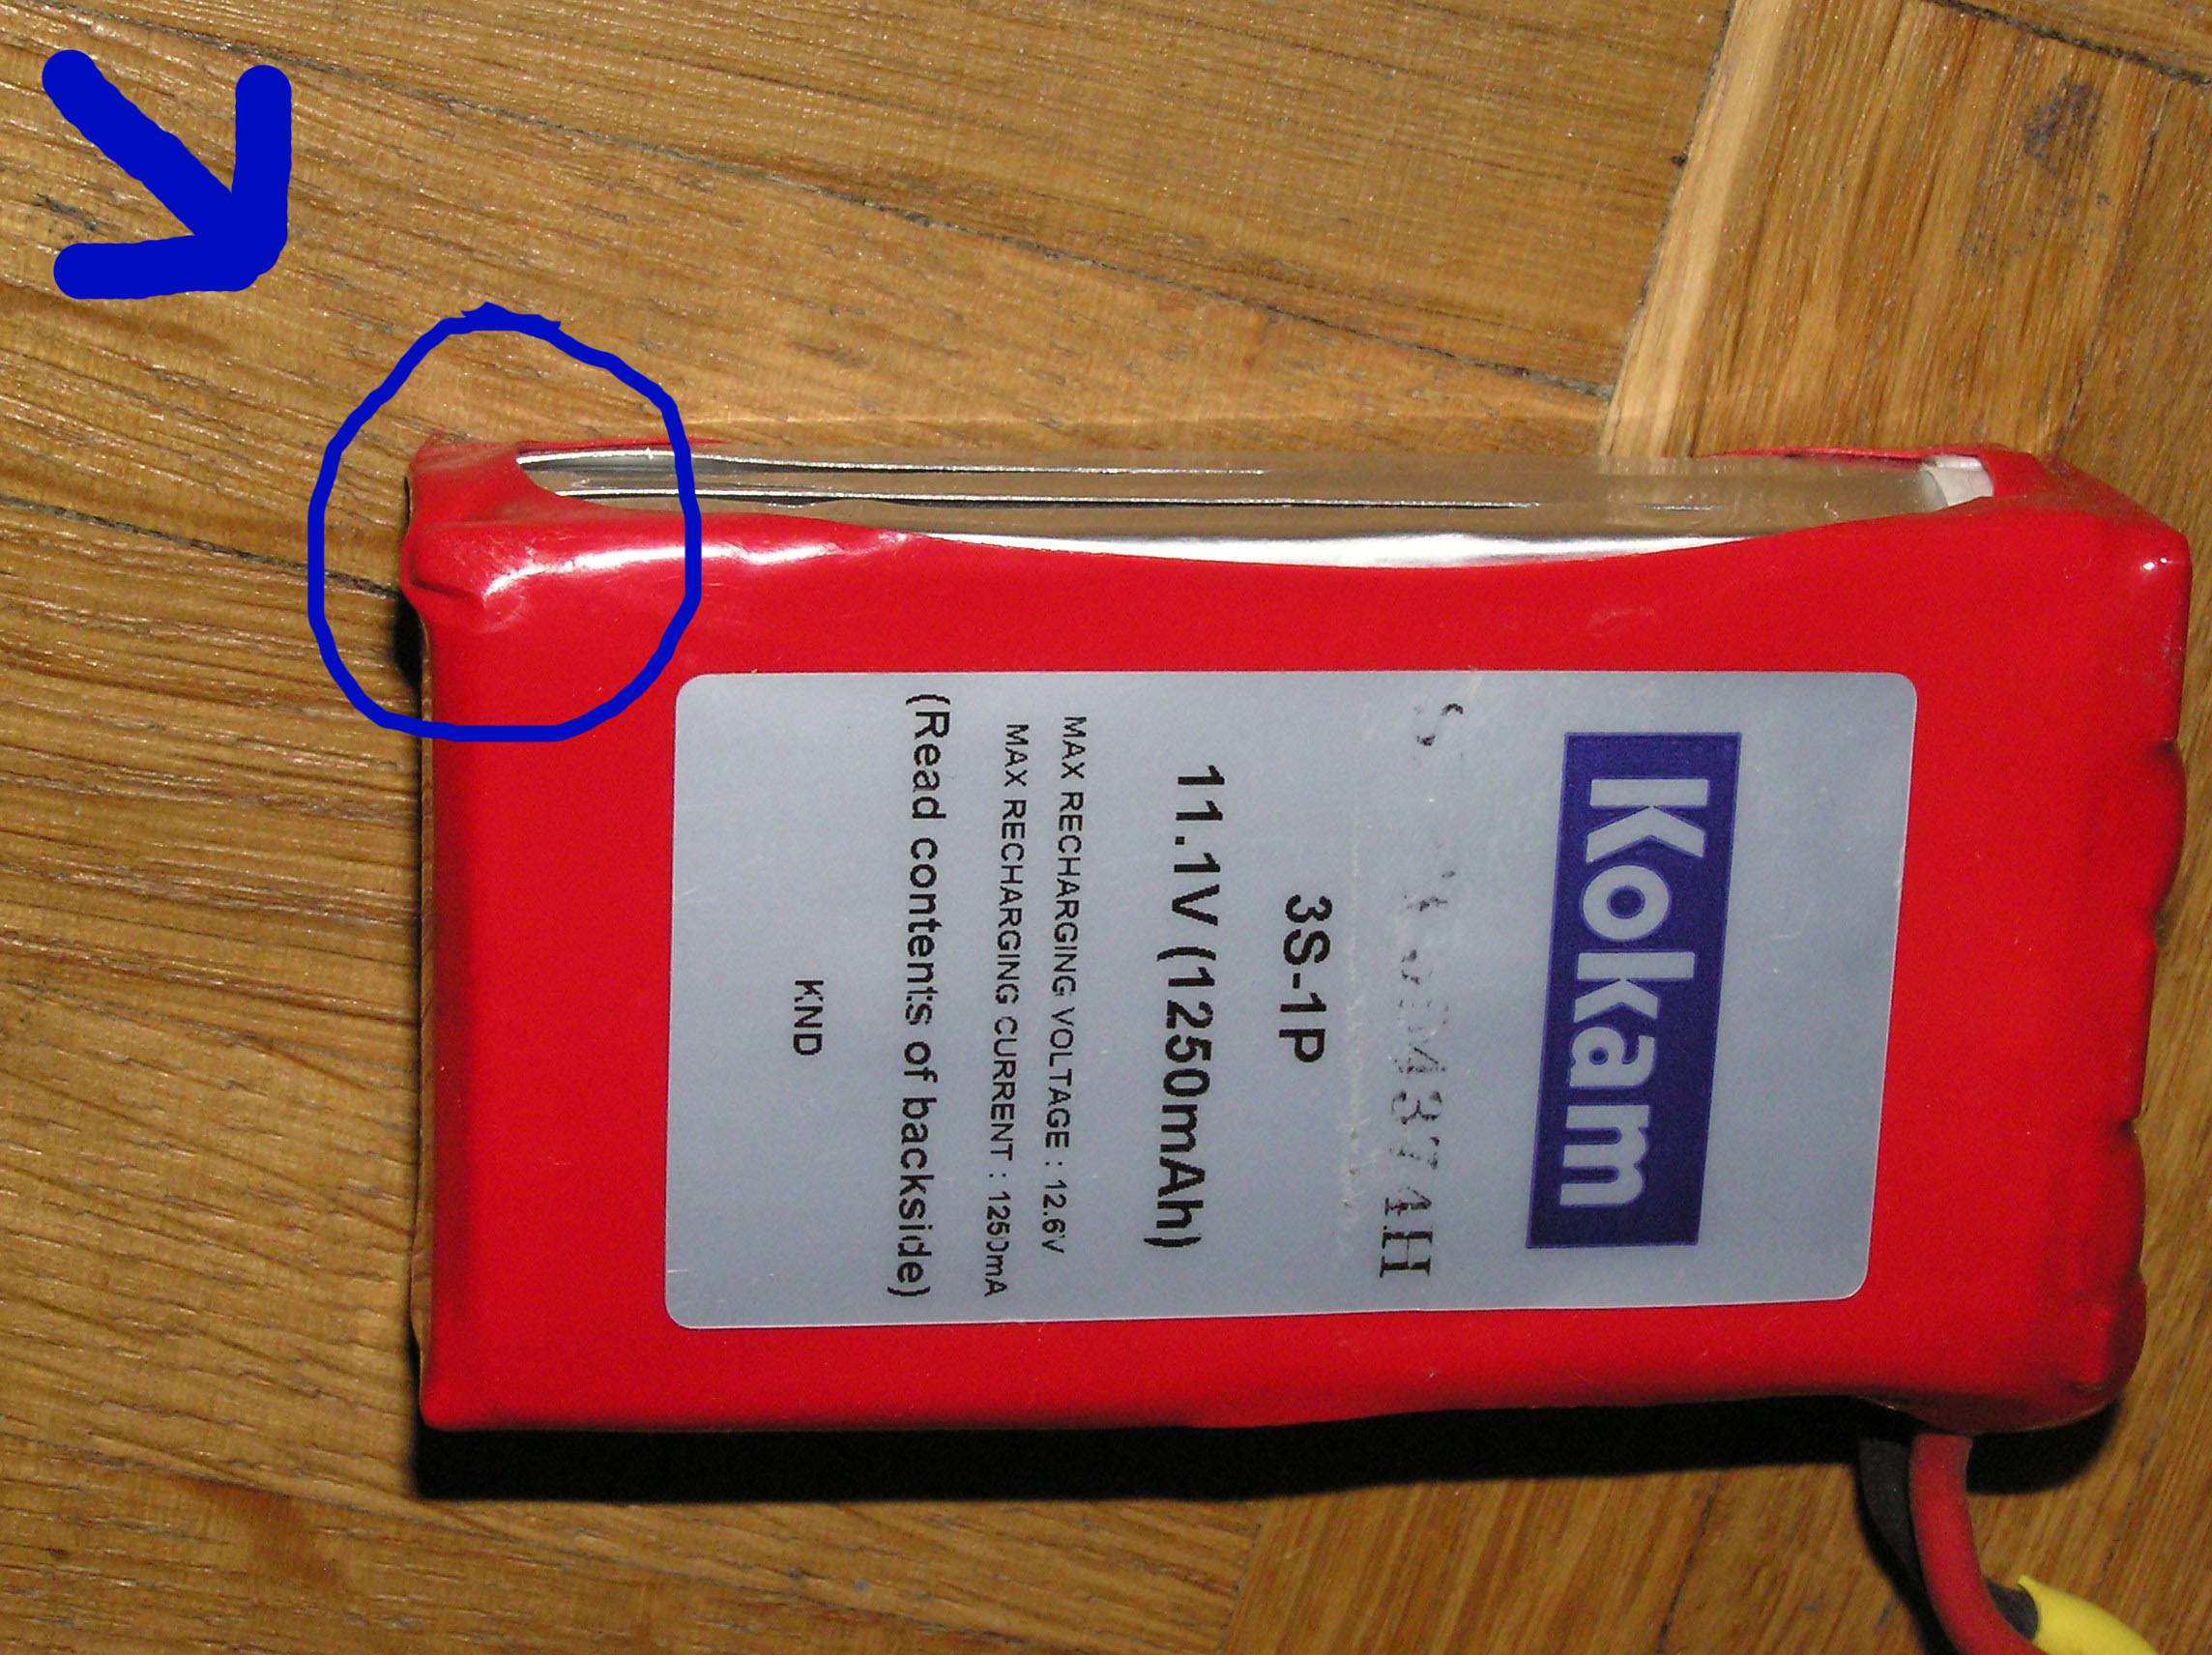 Kokam
3S-1P
11.1V (1250mAh)
MAX RECHARGING VOLTAGE : 12.6V
MAX RECHARGING CURRENT : 1250mA
(Read contents of backside)
KND